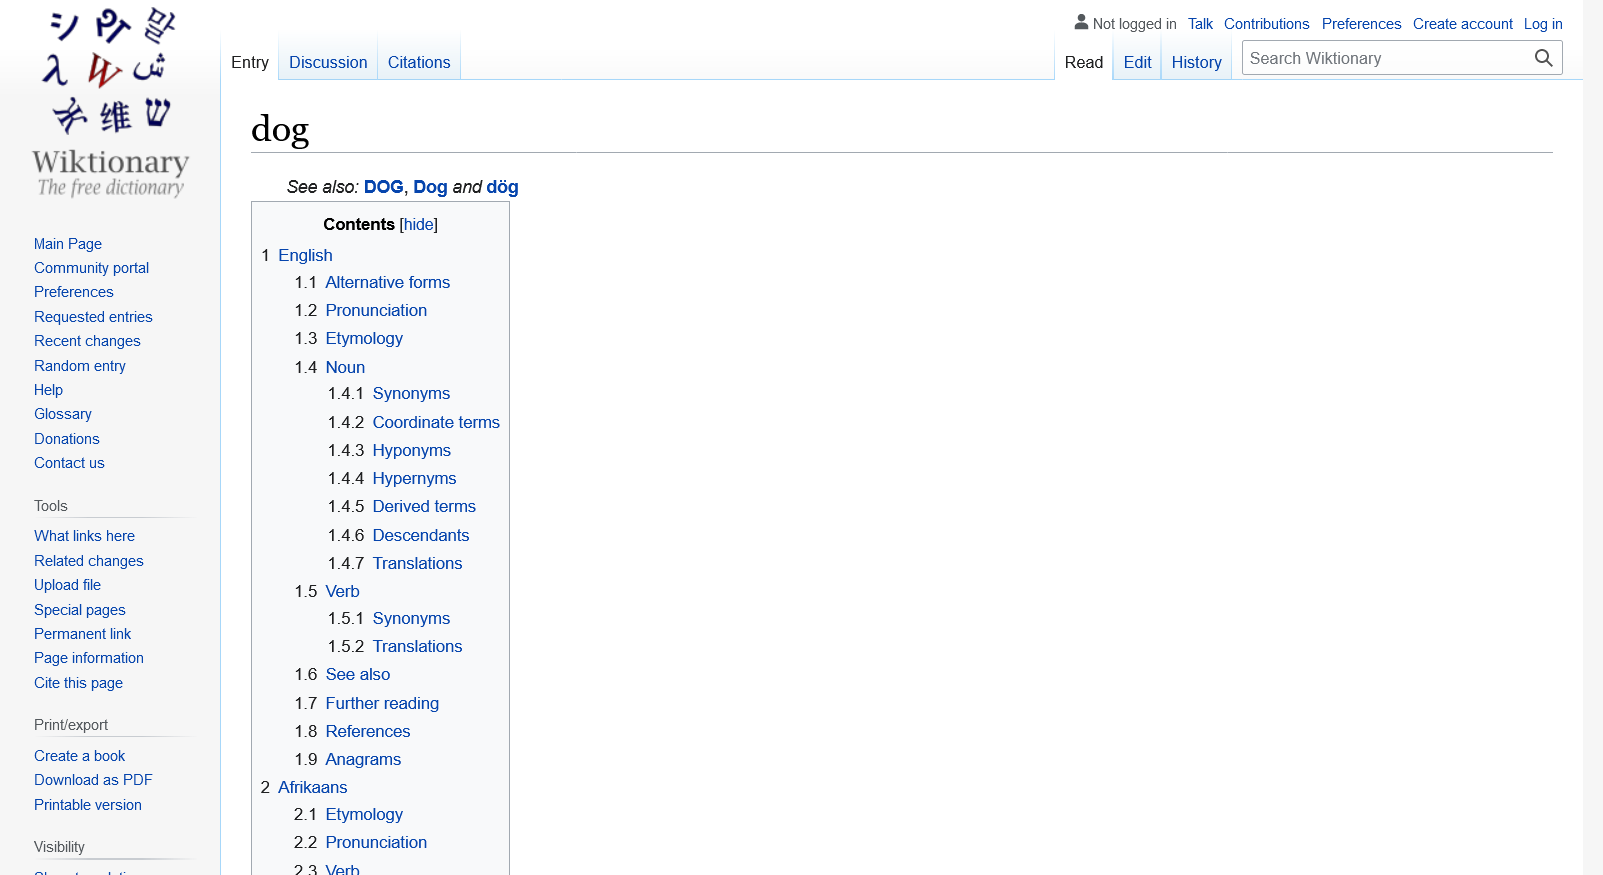 Not logged in Talk Contributions Preferences Create account Log in
Entry Discussion Citations
Read Edit History Search Wiktionary
维
Wiktionary
The free dictionary
Main Page
Community portal
Preferences
Requested entries
Recent changes
Random entry
Help
Glossary
Donations
Contact us
Tools
What links here
Related changes
Upload file
Special pages
Permanent link
Page information
Cite this page
Print/export
Create a book
Download as PDF
Printable version
Visibility
dog
See also: DOG, Dog and dög
Contents [hide]
1 English
1.1 Alternative forms
1.2 Pronunciation
1.3 Etymology
1.4 Noun
1.4.1 Synonyms
1.4.2 Coordinate terms
1.4.3 Hyponyms
1.4.4 Hypernyms
1.4.5 Derived terms
1.4.6 Descendants
1.4.7 Translations
1.5 Verb
1.5.1 Synonyms
1.5.2 Translations
1.6 See also
1.7 Further reading
1.8 References
1.9 Anagrams
2 Afrikaans
2.1 Etymology
2.2 Pronunciation
2.3 Verb